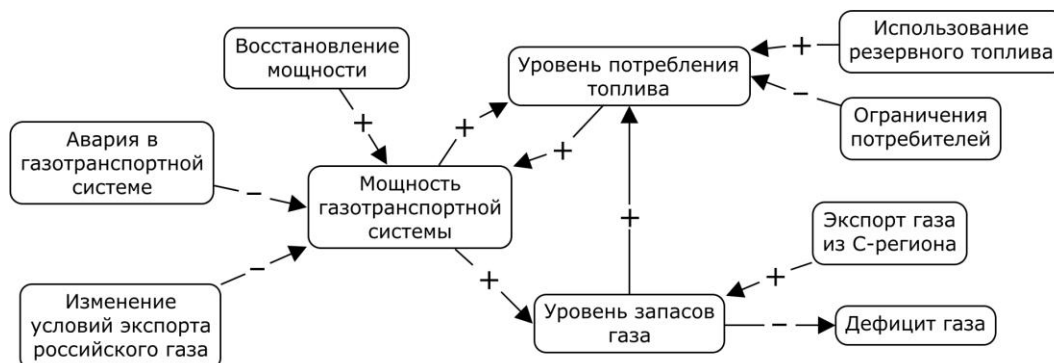 Восстановление
мощности
Уровень потребления
топлива
Использование
резервного топлива
Ограничения
потребителей
Авария в
газотранспортной
системе
Мощность
газотранспортной
системы
Экспорт газа
из С-региона
Изменение
условий экспорта
российского газа
Уровень запасов
газа
Дефицит газа
+
+
+
+
−
−
−
+
+
+
−